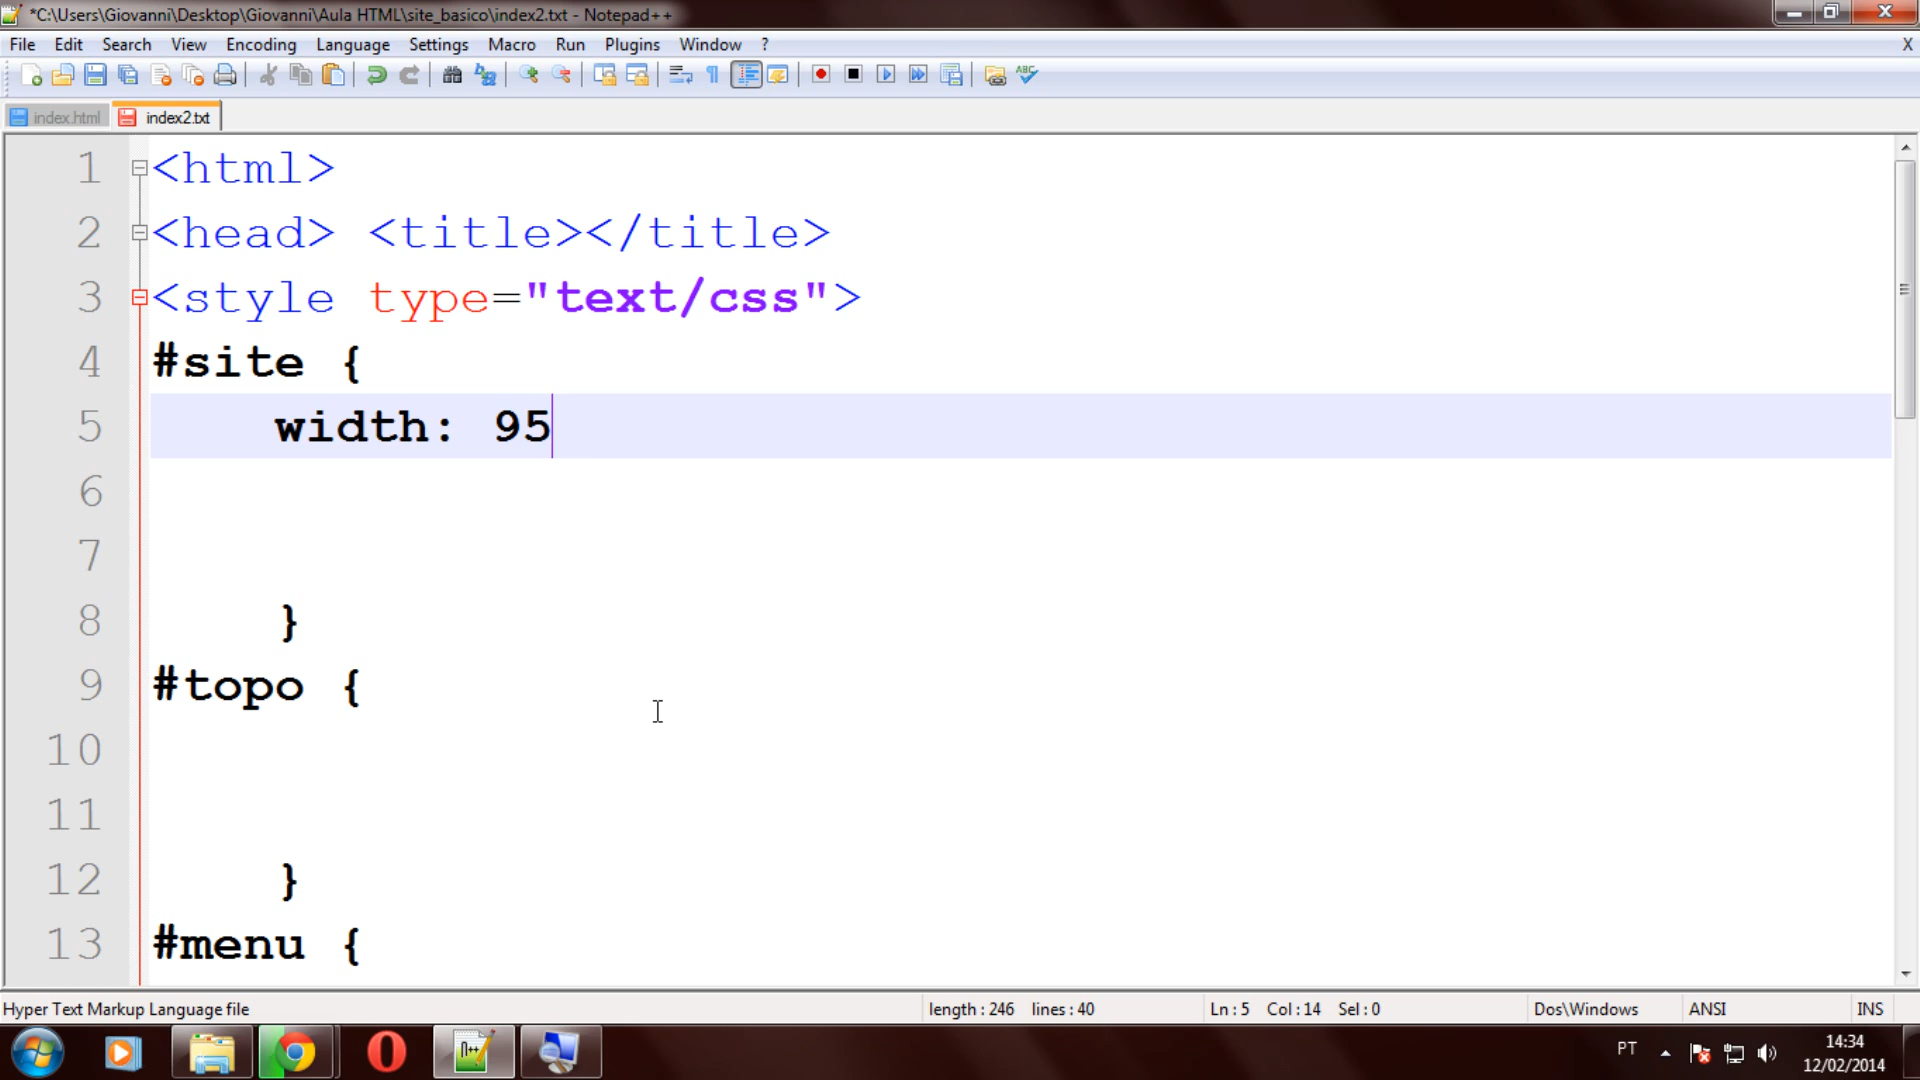 *C:\Users\Giovanni\Desktop\Giovanni\Aula HTML\site_basico\index2.txt - Notepad++
File Edit Search View Encoding Language Settings Macro Run Plugins Window ? X
index.html index2.txt
1 <html>
2 <head> <title></title>
3 <style type="text/css">
4 #site {
5 width: 95
6
7
8 }
9 #topo {
10
11
12 }
13 #menu {
Hyper Text Markup Language file length : 246 lines : 40 Ln : 5 Col : 14 Sel : 0 Dos\Windows ANSI INS
PT 14:34
12/02/2014